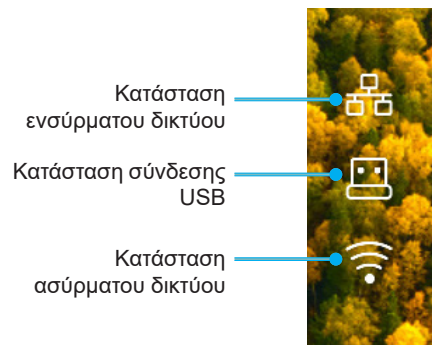 Κατάσταση
ενσύρματου δικτύου
Κατάσταση σύνδεσης
USB
Κατάσταση
ασύρματου δικτύου